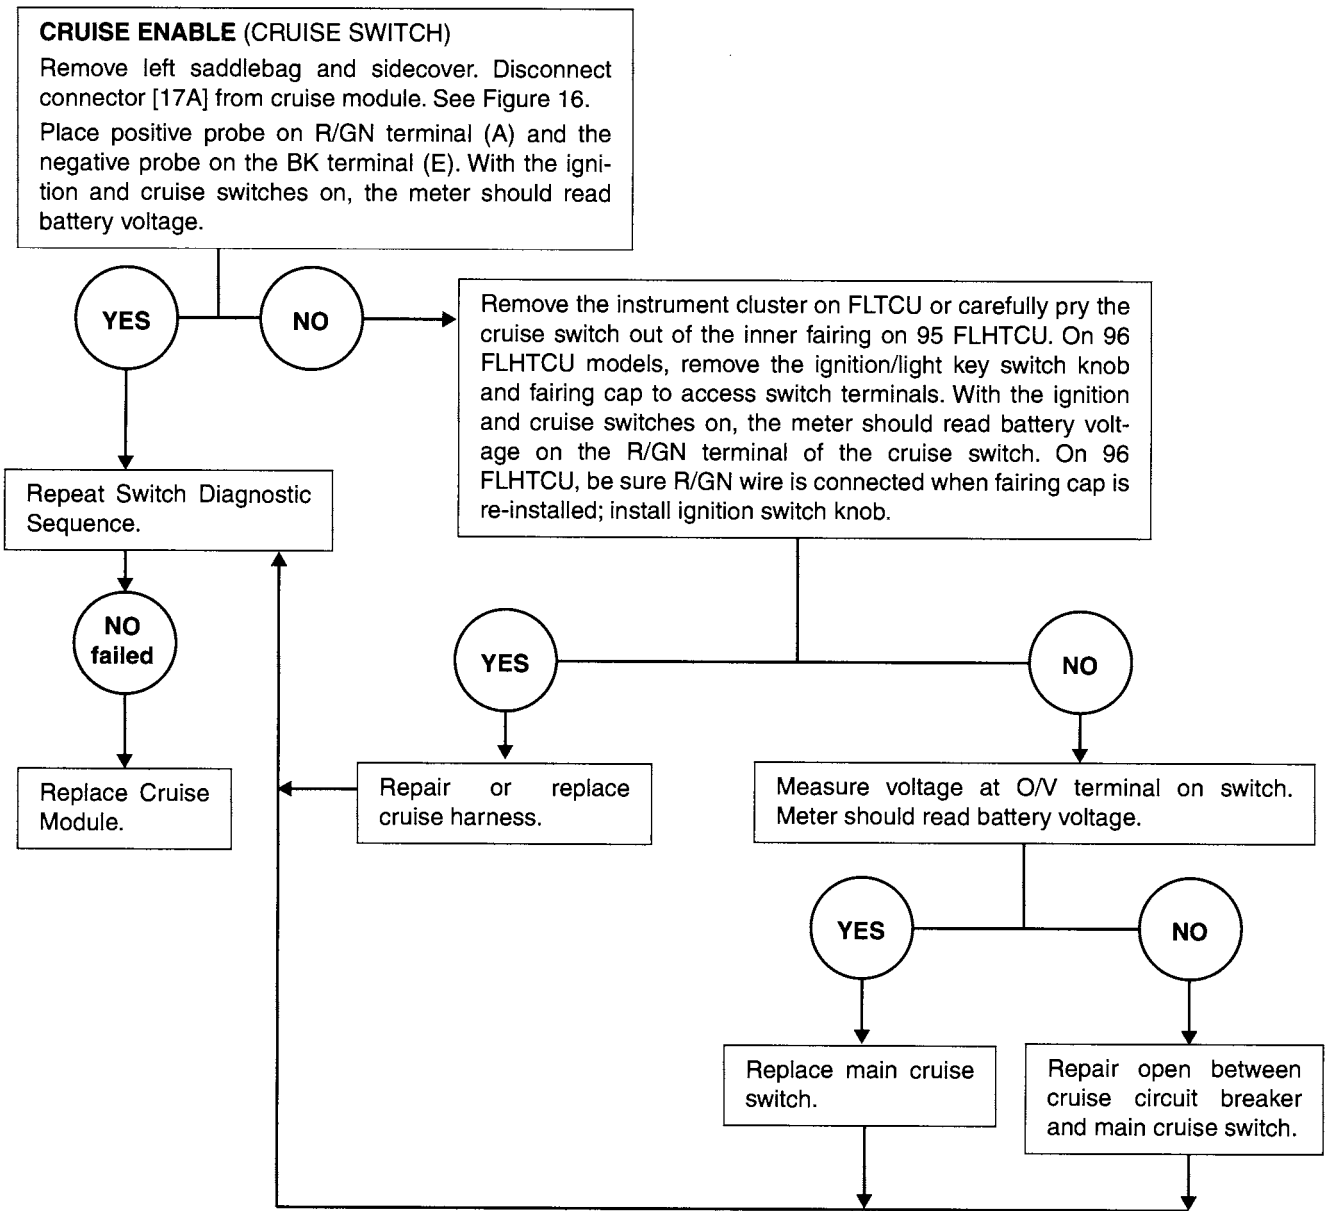 CRUISE ENABLE (CRUISE SWITCH)
Remove left saddlebag and sidecover. Disconnect
connector [17A] from cruise module. See Figure 16.
Place positive probe on R/GN terminal (A) and the
negative probe on the BK terminal (E). With the igni-
tion and cruise switches on, the meter should read
battery voltage.
YES
NO
Remove the instrument cluster on FLTCU or carefully pry the
cruise switch out of the inner fairing on 95 FLHTCU. On 96
FLHTCU models, remove the ignition/light key switch knob
and fairing cap to access switch terminals. With the ignition
and cruise switches on, the meter should read battery volt-
age on the R/GN terminal of the cruise switch. On 96
FLHTCU, be sure R/GN wire is connected when fairing cap is
re-installed; install ignition switch knob.
Repeat Switch Diagnostic
Sequence.
NO
failed
Replace Cruise
Module.
YES
NO
Repair or replace
cruise harness.
Measure voltage at O/V terminal on switch.
Meter should read battery voltage.
YES
NO
Replace main cruise
switch.
Repair open between
cruise circuit breaker
and main cruise switch.